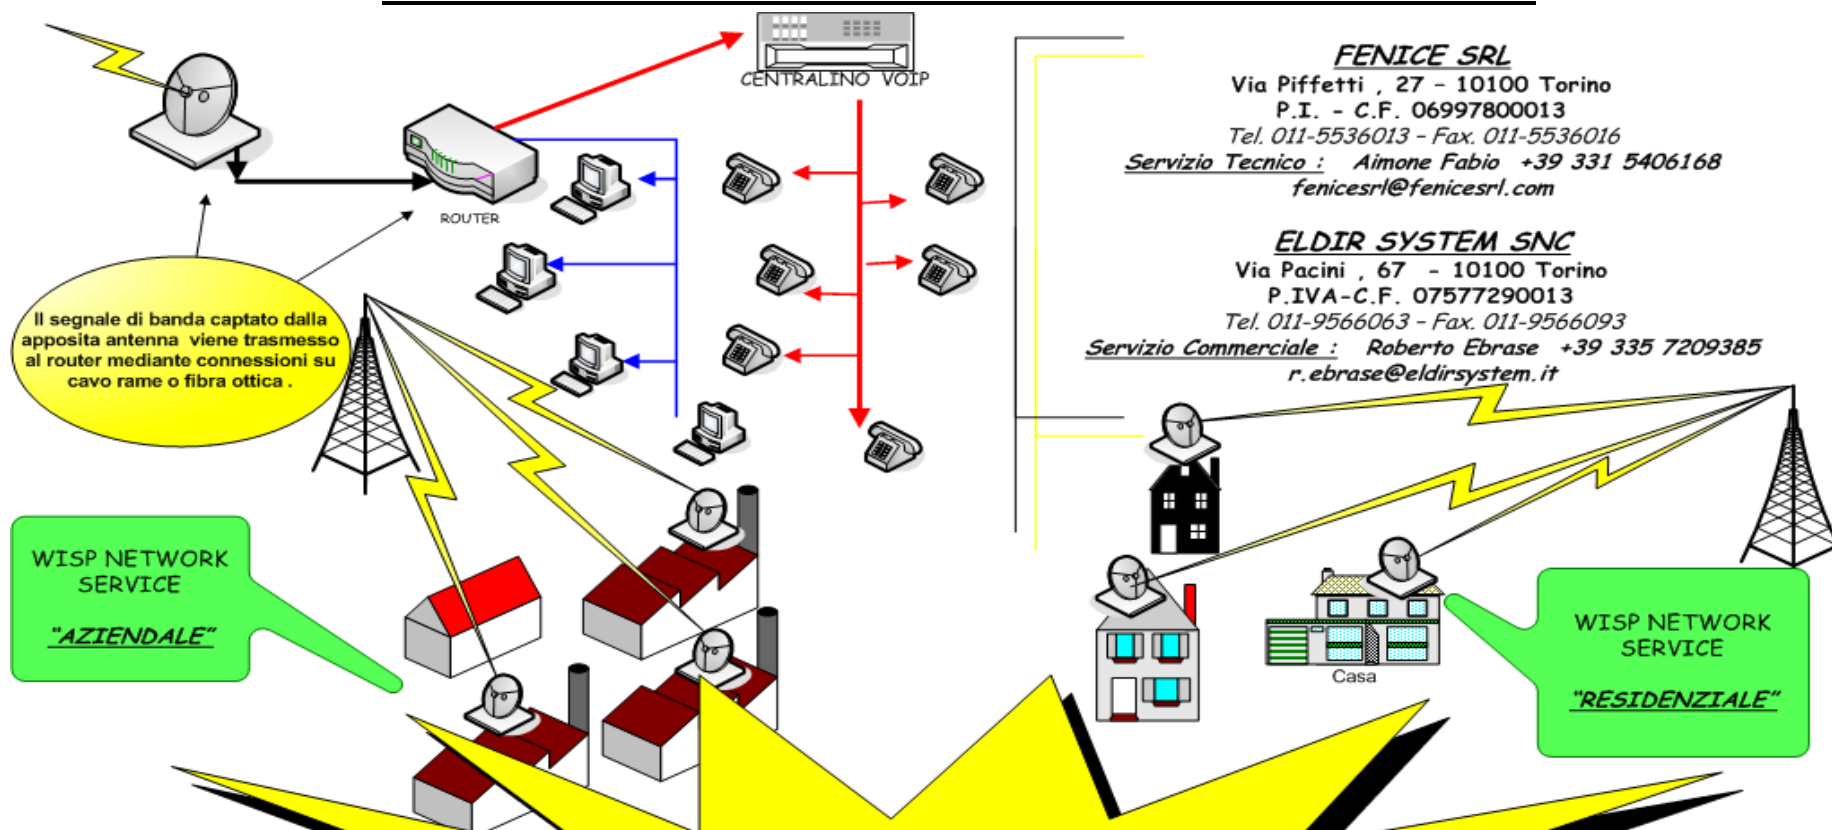 CENTRALINO VOIP
ROUTER
Il segnale di banda captato dalla
apposita antenna viene trasmesso
al router mediante connessioni su
cavo rame o fibra ottica .
FENICE SRL
Via Piffetti , 27 – 10100 Torino
P.I. - C.F. 06997800013
Tel. 011-5536013 – Fax. 011-5536016
Servizio Tecnico : Aimone Fabio +39 331 5406168
fenicesrl@fenicesrl.com
ELDIR SYSTEM SNC
Via Pacini , 67 - 10100 Torino
P.IVA-C.F. 07577290013
Tel. 011-9566063 – Fax. 011-9566093
Servizio Commerciale : Roberto Ebrase +39 335 7209385
r.ebrase@eldirsystem.it
WISP NETWORK
SERVICE
"AZIENDALE"
Casa
WISP NETWORK
SERVICE
"RESIDENZIALE"